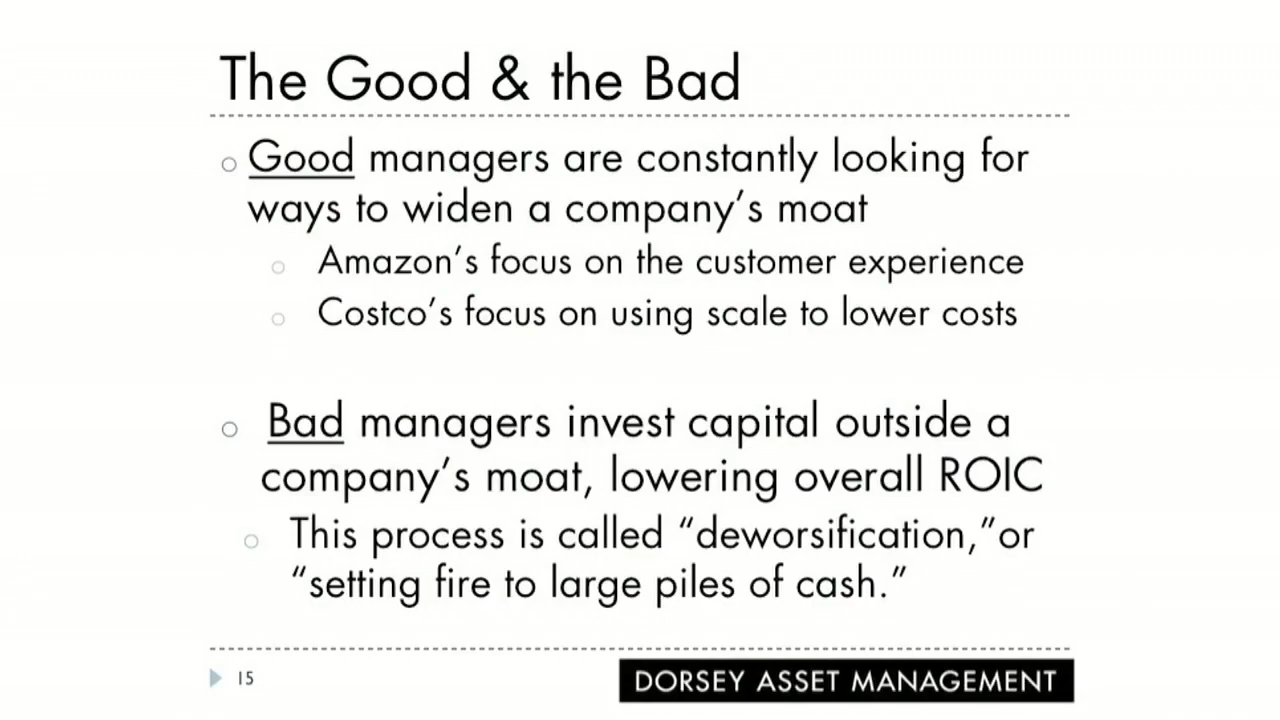 The Good & the Bad
Good managers are constantly looking for
ways to widen a company’s moat
Amazon’s focus on the customer experience
Costco’s focus on using scale to lower costs
Bad managers invest capital outside a
company’s moat, lowering overall ROIC
This process is called “deworsification,”or
“setting fire to large piles of cash.”
15
DORSEY ASSET MANAGEMENT